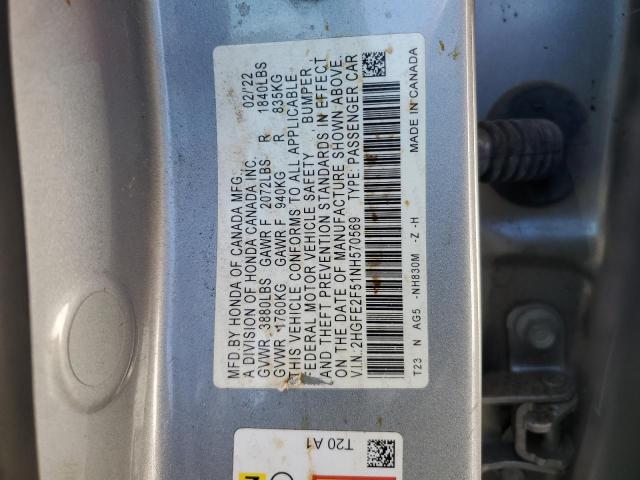 MFD. BY HONDA OF CANADA MFG. 02/22
A DIVISION OF HONDA CANADA INC.
GVWR 3880LBS GAWR F 2072LBS R 1840LBS
GVWR 1760KG GAWR F 940KG R 835KG
THIS VEHICLE CONFORMS TO ALL APPLICABLE
FEDERAL MOTOR VEHICLE SAFETY , BUMPER,
AND THEFT PREVENTION STANDARDS IN EFFECT
ON THE DATE OF MANUFACTURE SHOWN ABOVE.
V.I.N.: 2HGFE2F51NH570569 TYPE: PASSENGER CAR
T23 N AG5 -NH830M -Z -H MADE IN CANADA
T20 A1